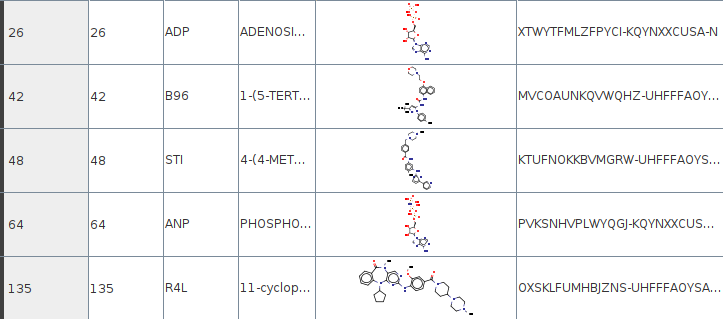 26 26 ADP ADENOSI... XTWYTFMLZFPYCI-KQYNXXCUSA-N
42 42 B96 1-(5-TERT... MVCOAUNKQVWQHZ-UHFFFAOY...
48 48 STI 4-(4-MET... KTUFNOKKBVMGRW-UHFFFAOYS...
64 64 ANP PHOSPHO... PVKSNHVPLWYQGJ-KQYNXXCUS...
135 135 R4L 11-cyclop... OXSKLFUMHBJZNS-UHFFFAOYSA...